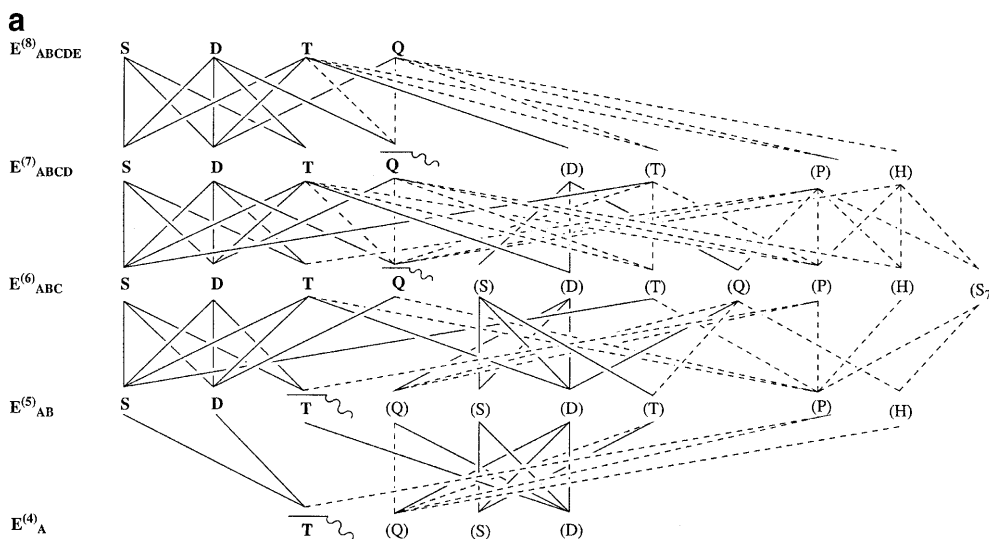 a
E(8)ABCDE S D T Q
E(7)ABCD S D T Q (D) (T) (P) (H)
E(6)ABC S D T Q (S) (D) (T) (Q) (P) (H) (S7
E(5)AB S D T (Q) (S) (D) (T) (P) (H)
E(4)A T (Q) (S) (D)